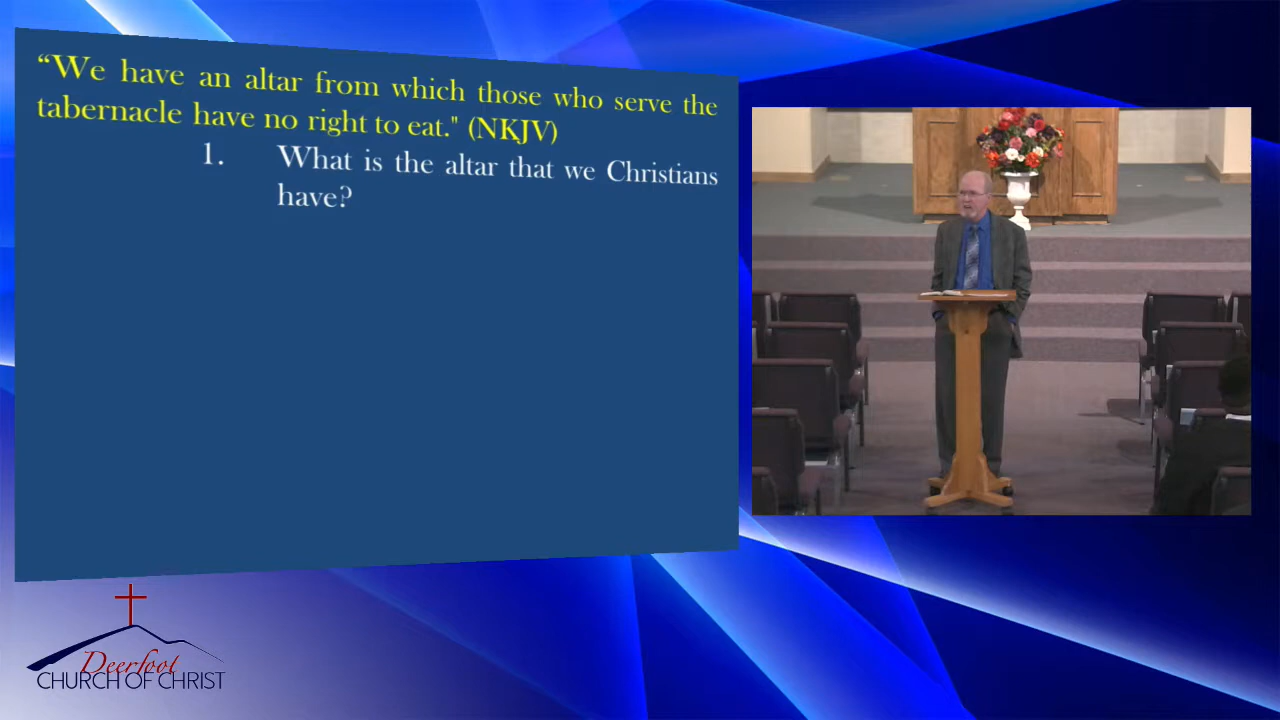 “We have an altar from which those who serve the
tabernacle have no right to eat." (NKJV)
1. What is the altar that we Christians
have?
Deerfoot
CHURCH OF CHRIST